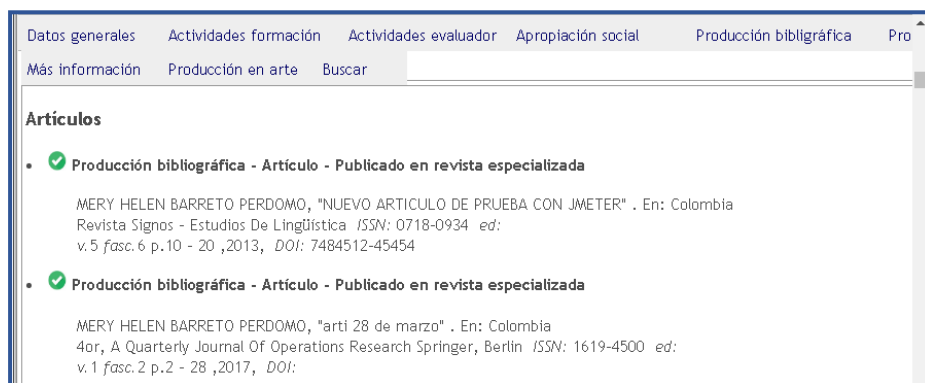 Datos generales Actividades formación Actividades evaluador Apropiación social Producción bibligráfica Pro
Más información Producción en arte Buscar
Artículos
• Producción bibliográfica - Artículo - Publicado en revista especializada
MERY HELEN BARRETO PERDOMO, "NUEVO ARTICULO DE PRUEBA CON JMETER" . En: Colombia
Revista Signos - Estudios De Lingüística ISSN: 0718-0934 ed:
v.5 fasc.6 p.10 - 20 ,2013, DOI: 7484512-45454
• Producción bibliográfica - Artículo - Publicado en revista especializada
MERY HELEN BARRETO PERDOMO, "arti 28 de marzo" . En: Colombia
4or, A Quarterly Journal Of Operations Research Springer, Berlin ISSN: 1619-4500 ed:
v.1 fasc.2 p.2 - 28 ,2017, DOI: